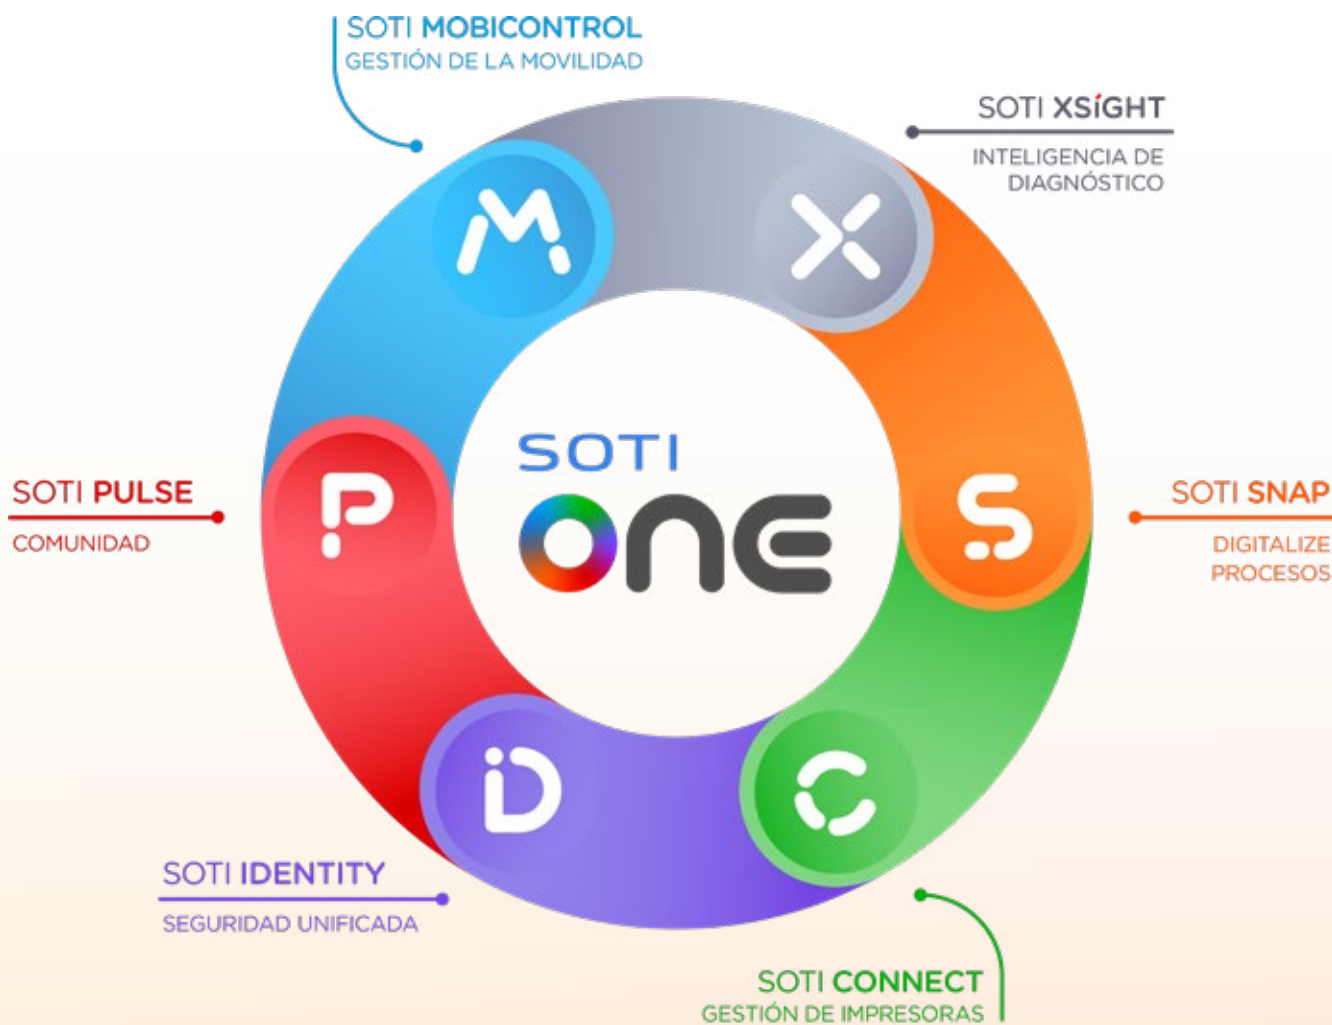 SOTI MOBICONTROL
GESTIÓN DE LA MOVILIDAD
SOTI XSíGHT
INTELIGENCIA DE
DIAGNÓSTICO
M
X
SOTI PULSE
COMUNIDAD
P
SOTI
ONE
S
SOTI SNAP
DIGITALIZE
PROCESOS
iD
C
SOTI IDENTITY
SEGURIDAD UNIFICADA
SOTI CONNECT
GESTIÓN DE IMPRESORAS